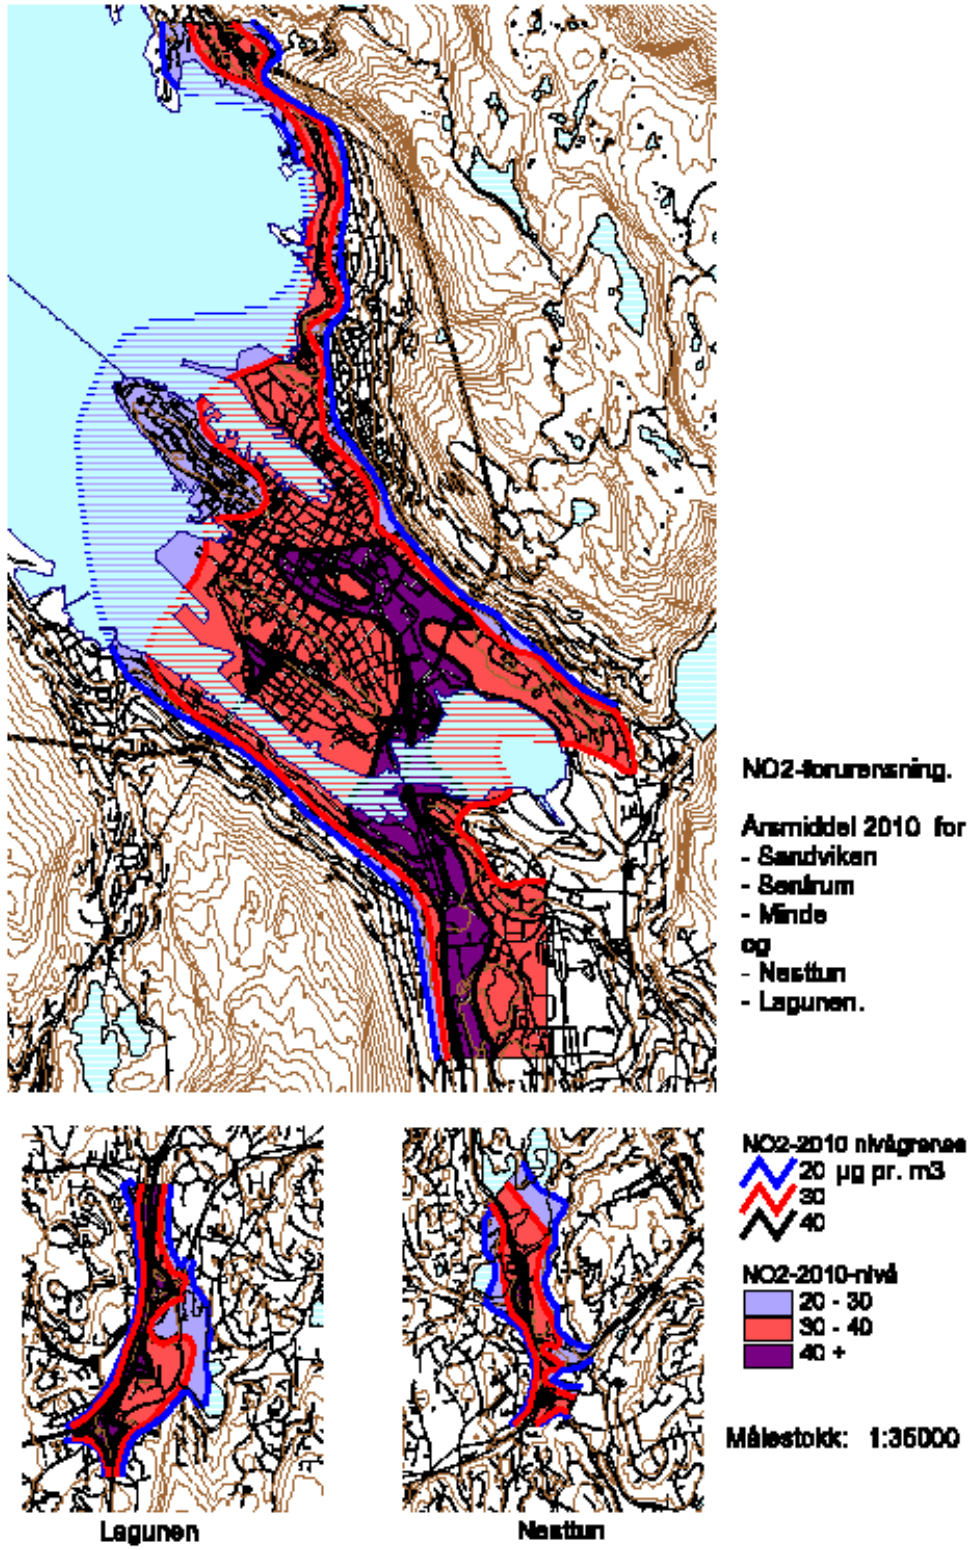 NO2-forurensning.
Årsmiddel 2010 for
- Sandviken
- Sentrum
- Minde
og
- Nesttun
- Lagunen.
NO2-2010 nivågrense
20 µg pr. m3
30
40
NO2-2010-nivå
20 - 30
30 - 40
40 +
Målestokk: 1:35000
Lagunen
Nesttun